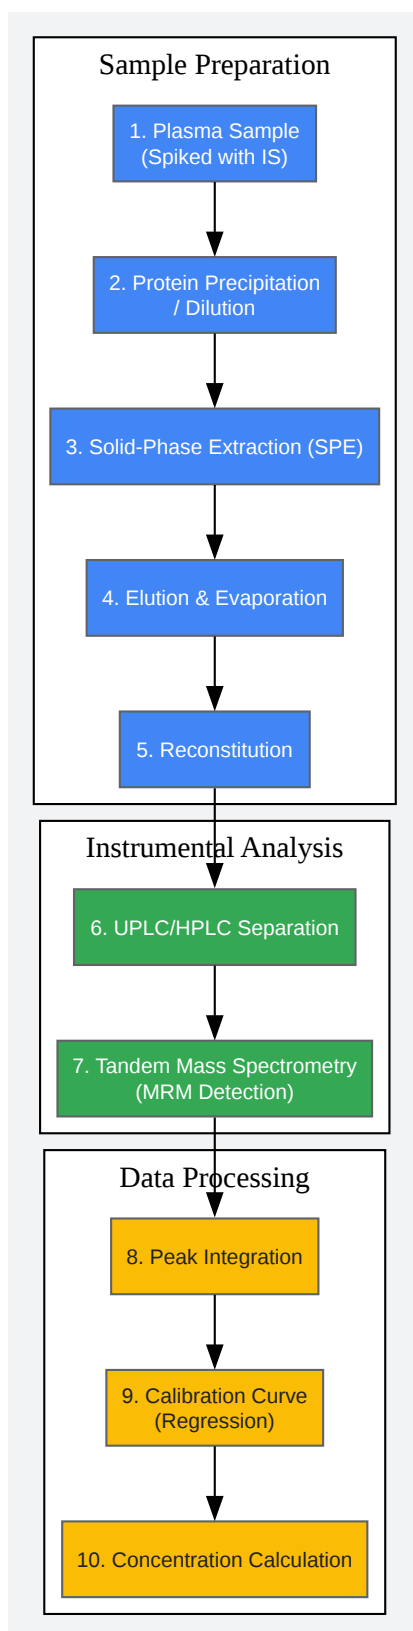 Sample Preparation
1. Plasma Sample
(Spiked with IS)
2. Protein Precipitation
/ Dilution
3. Solid-Phase Extraction (SPE)
4. Elution & Evaporation
5. Reconstitution
Instrumental Analysis
6. UPLC/HPLC Separation
7. Tandem Mass Spectrometry
(MRM Detection)
Data Processing
8. Peak Integration
9. Calibration Curve
(Regression)
10. Concentration Calculation